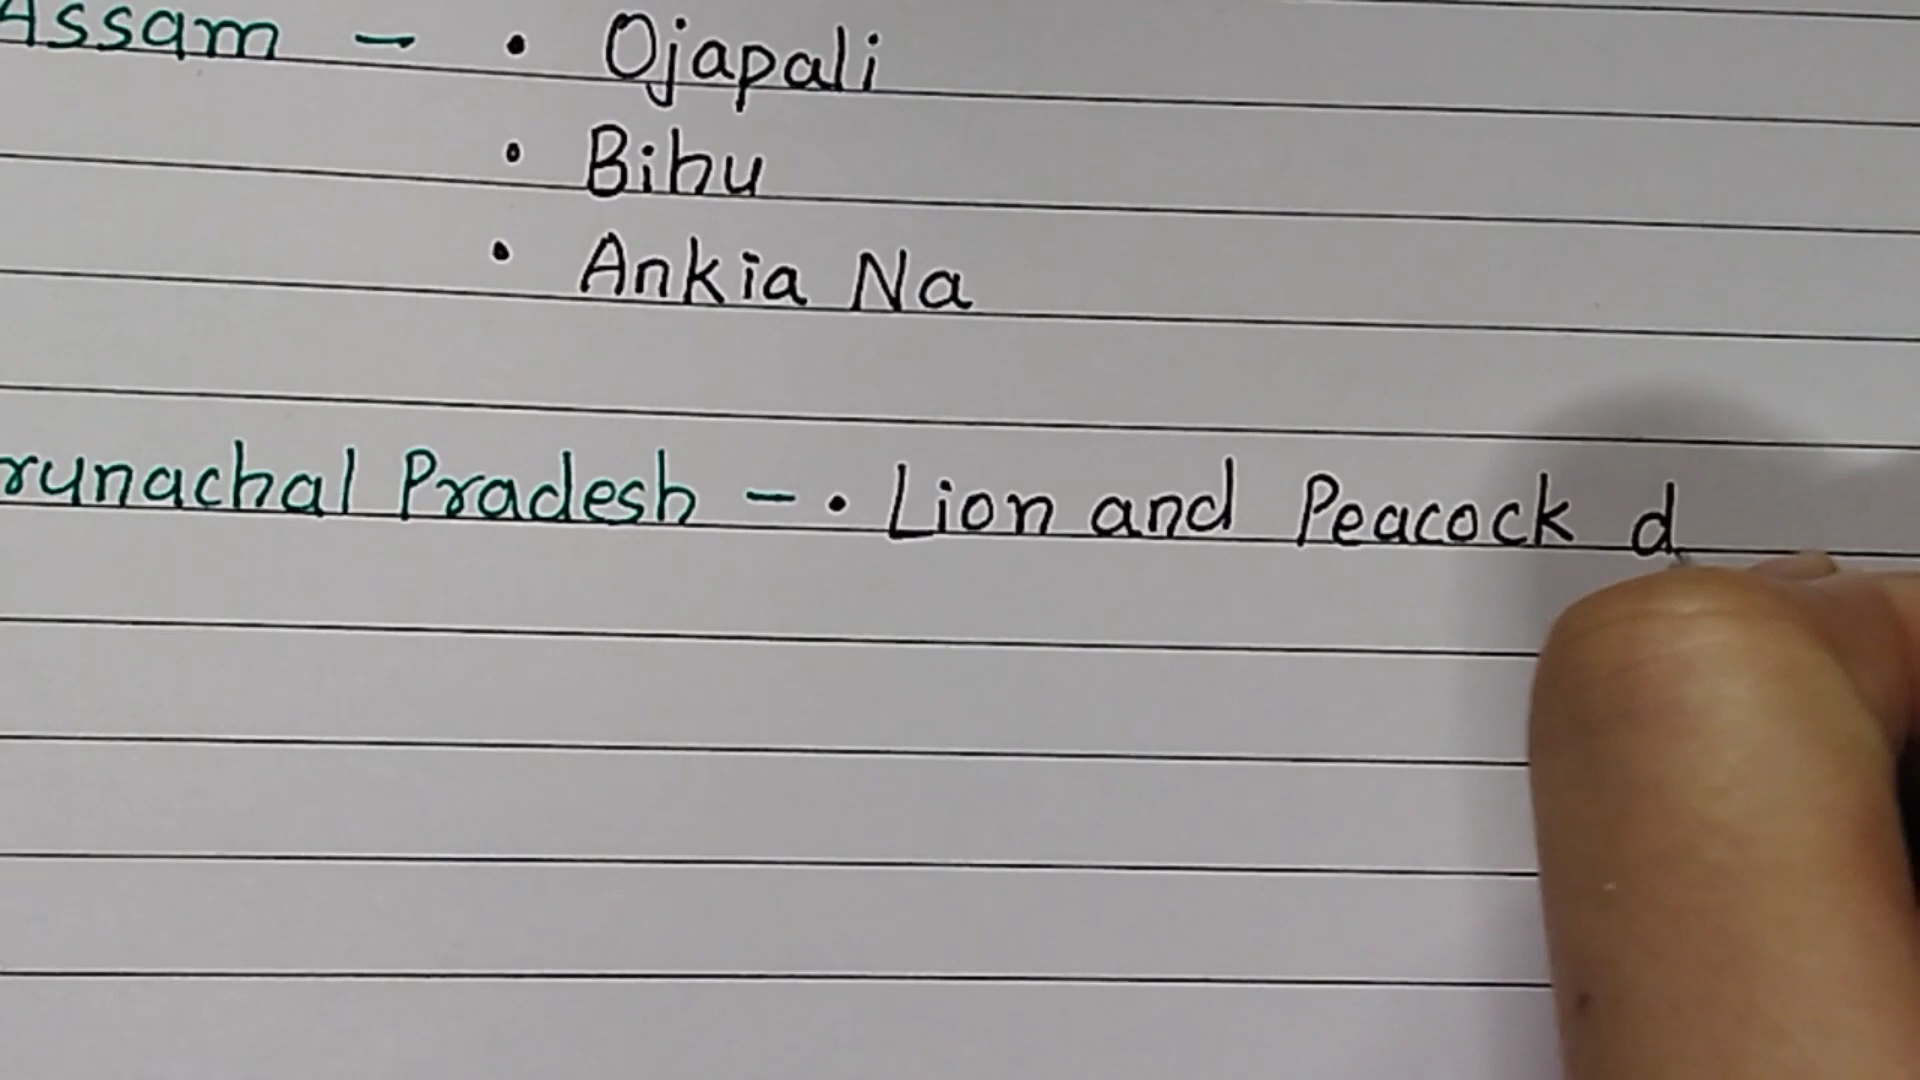 Assam - • Ojapali
• Bihu
• Ankia Na
runachal Pradesh - • Lion and Peacock d